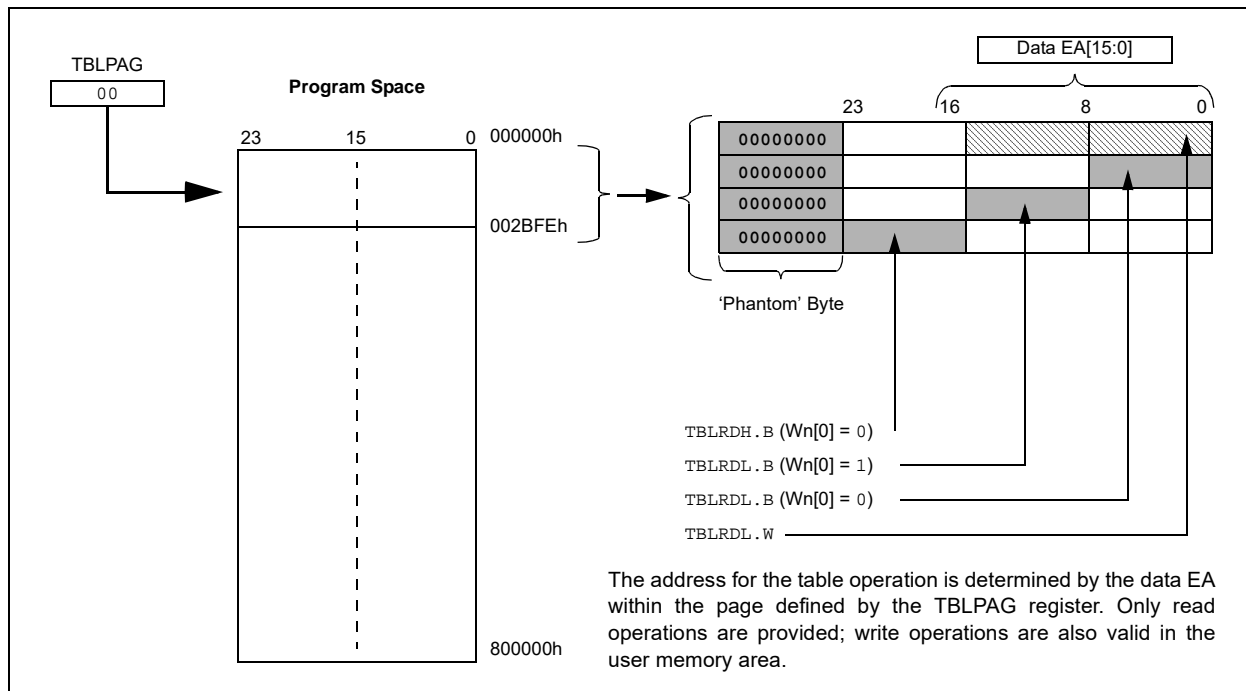 TBLPAG
00
Program Space
23 15 0
000000h
002BFEh
800000h
Data EA[15:0]
23 16 8 0
00000000
00000000
00000000
00000000
‘Phantom’ Byte
TBLRDH.B (Wn[0] = 0)
TBLRDL.B (Wn[0] = 1)
TBLRDL.B (Wn[0] = 0)
TBLRDL.W
The address for the table operation is determined by the data EA
within the page defined by the TBLPAG register. Only read
operations are provided; write operations are also valid in the
user memory area.